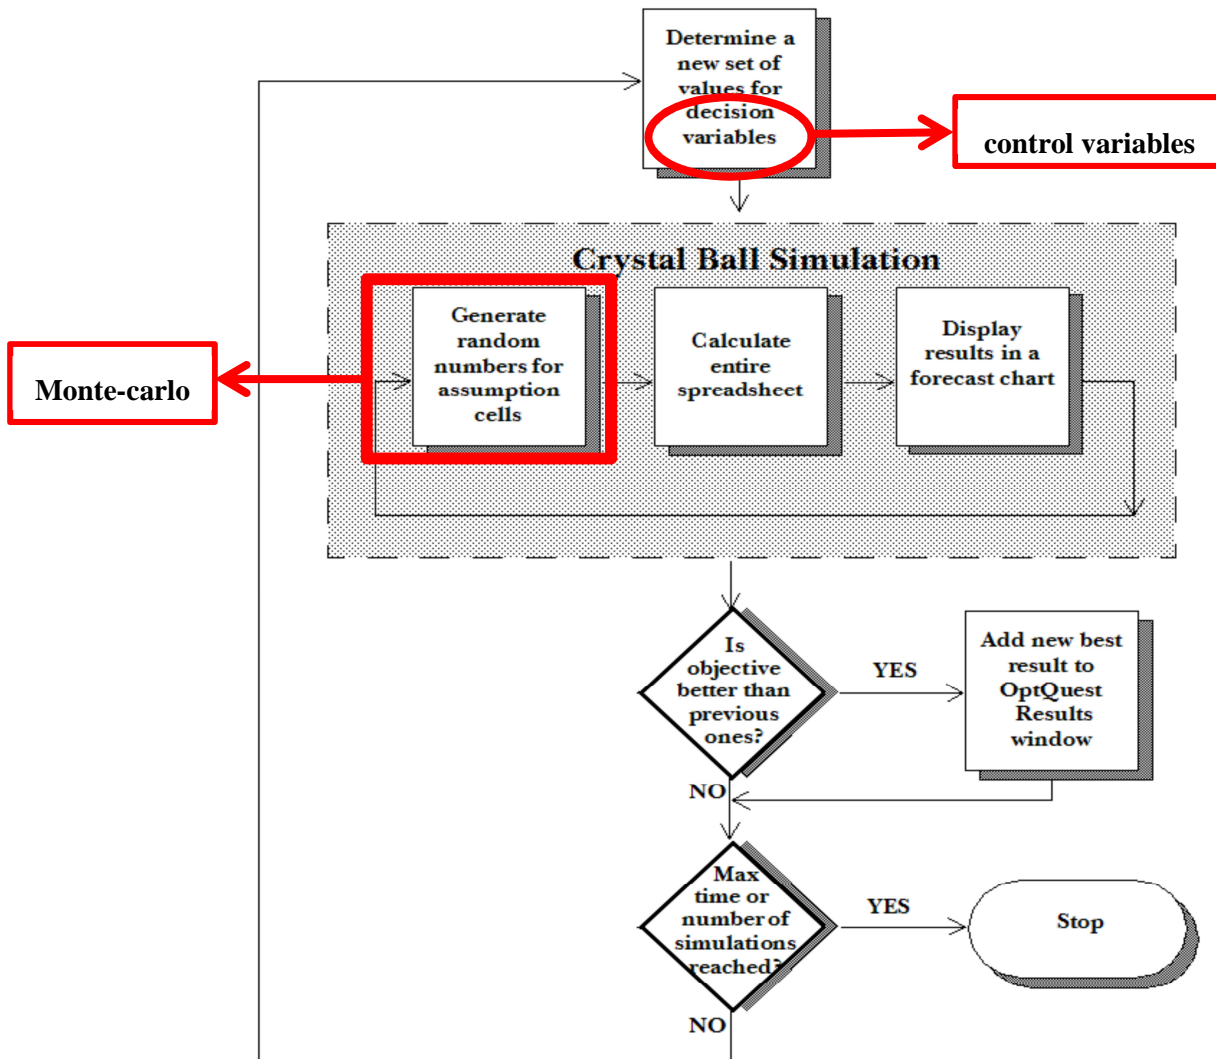 Determine a
new set of
values for
decision
variables
control variables
Crystal Ball Simulation
Monte-carlo
Generate
random
numbers for
assumption
cells
Calculate
entire
spreadsheet
Display
results in a
forecast chart
Is
objective
better than
previous
ones?
YES
Add new best
result to
OptQuest
Results
window
NO
Max
time or
number of
simulations
reached?
YES
Stop
NO